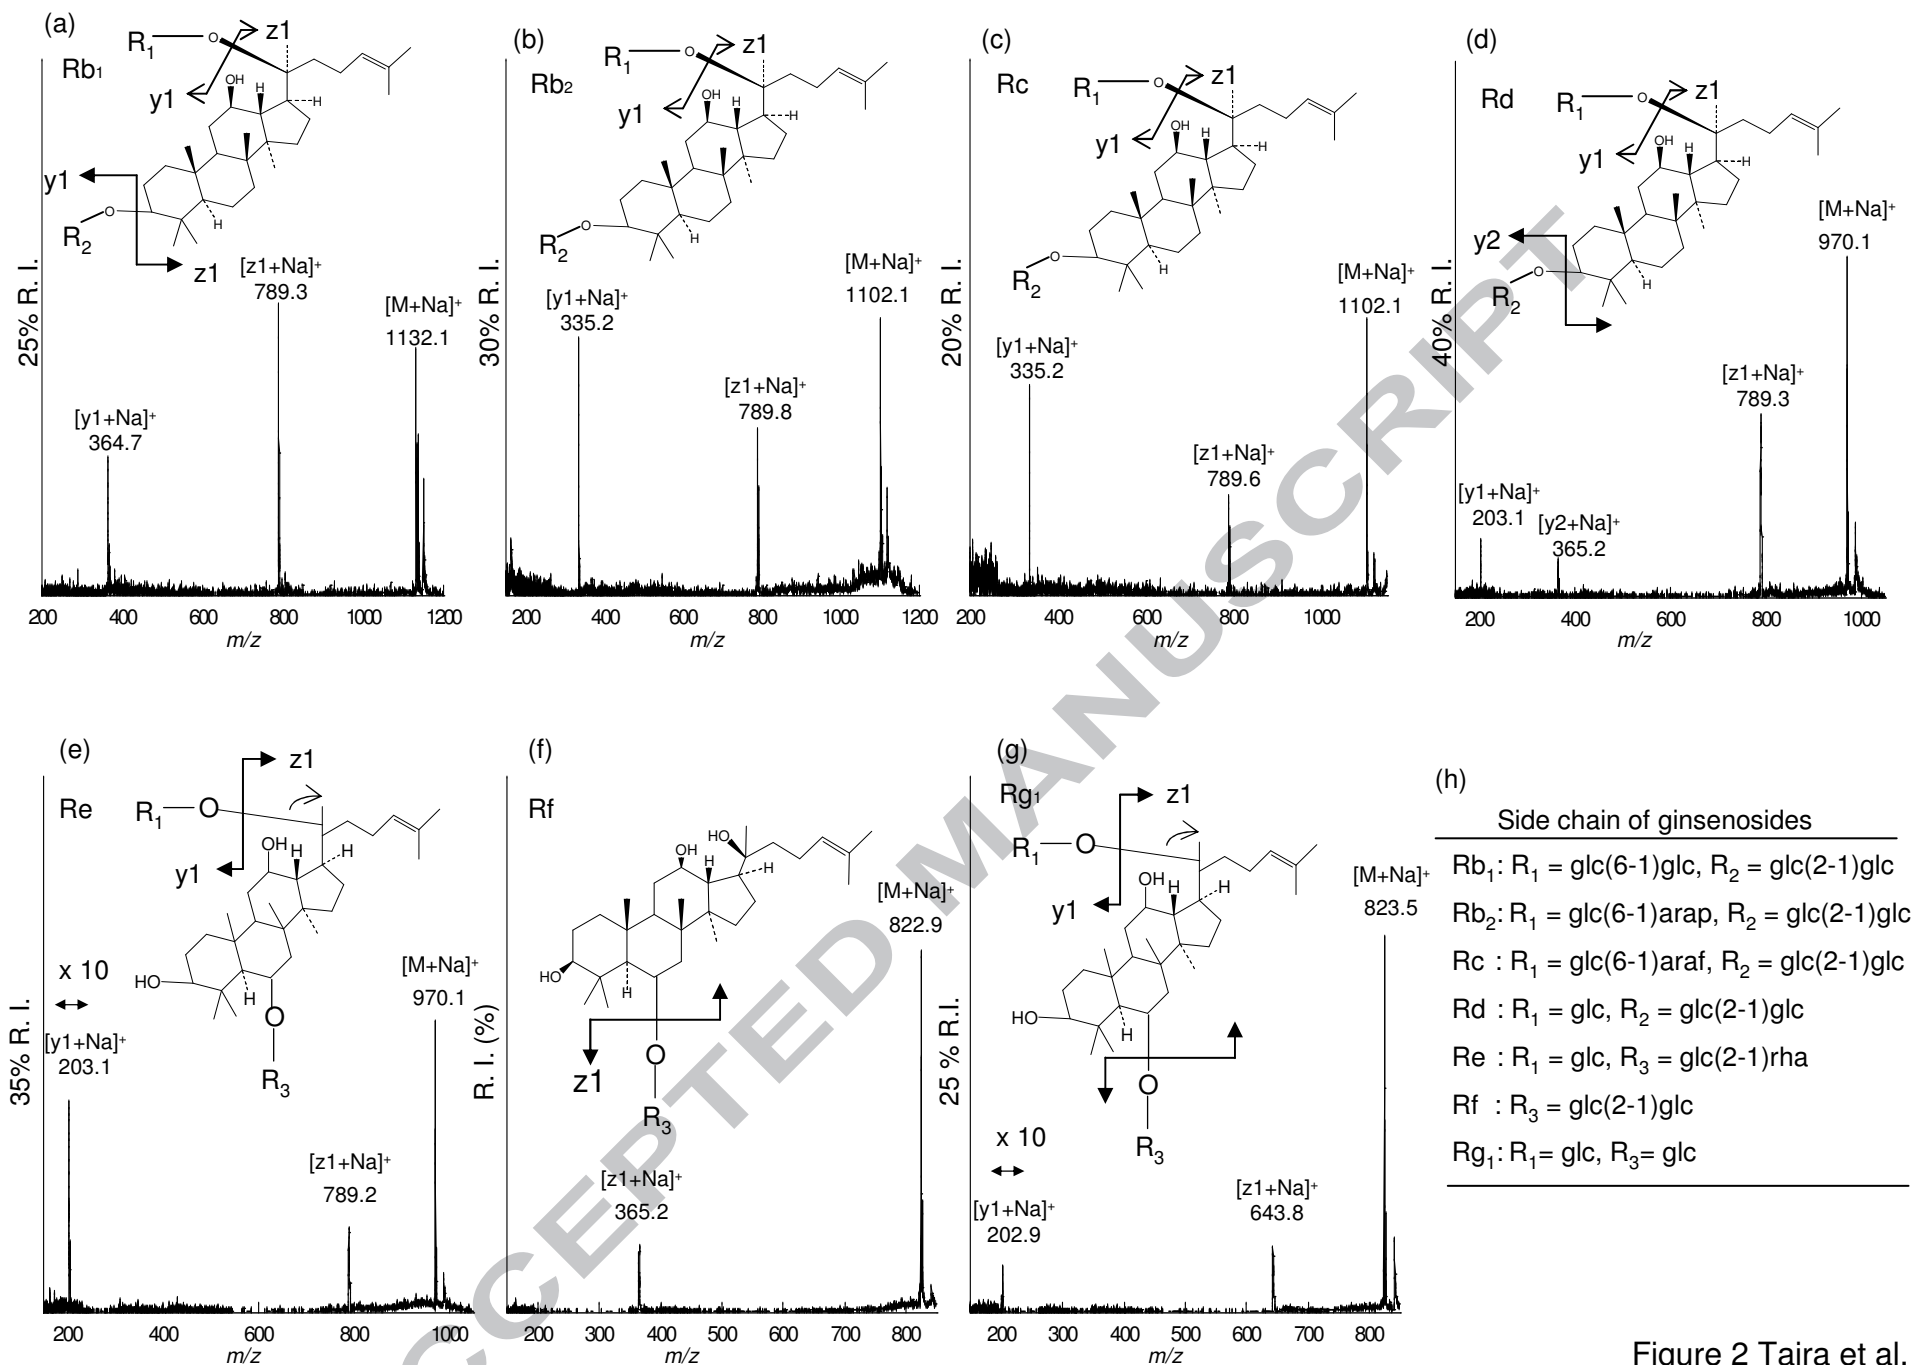 (a)
Rb1
R1
O
z1
y1
OH
H
H
y1
O
R2
H
z1
25% R. I.
[y1+Na]+
364.7
[z1+Na]+
789.3
[M+Na]+
1132.1
200 400 600 800 1000 1200
m/z
(b)
Rb2
R1
O
z1
y1
OH
H
H
O
R2
H
30% R. I.
[y1+Na]+
335.2
[z1+Na]+
789.8
[M+Na]+
1102.1
400 600 800 1000 1200
m/z
(c)
Rc
R1
O
z1
y1
OH
H
H
O
R2
H
20% R. I.
[y1+Na]+
335.2
[z1+Na]+
789.6
[M+Na]+
1102.1
200 400 600 800 1000
m/z
(d)
Rd
R1
O
z1
y1
OH
H
H
y2
O
R2
H
40% R. I.
[y1+Na]+
203.1
[y2+Na]+
365.2
[z1+Na]+
789.3
[M+Na]+
970.1
200 400 600 800 1000
m/z
(e)
Re
R1
O
z1
y1
OH
H
H
HO
H
O
R3
x 10
35% R. I.
[y1+Na]+
203.1
[z1+Na]+
789.2
[M+Na]+
970.1
200 400 600 800 1000
m/z
(f)
Rf
HO
OH
H
H
HO
H
z1
O
R3
R. I. (%)
[z1+Na]+
365.2
[M+Na]+
822.9
200 300 400 500 600 700 800
m/z
(g)
Rg1
R1
O
z1
y1
OH
H
H
HO
H
O
R3
x 10
25 % R.I.
[y1+Na]+
202.9
[z1+Na]+
643.8
[M+Na]+
823.5
200 300 400 500 600 700 800
m/z
(h)
Side chain of ginsenosides
Rb1: R1 = glc(6-1)glc, R2 = glc(2-1)glc
Rb2: R1 = glc(6-1)arap, R2 = glc(2-1)glc
Rc : R1 = glc(6-1)araf, R2 = glc(2-1)glc
Rd : R1 = glc, R2 = glc(2-1)glc
Re : R1 = glc, R3 = glc(2-1)rha
Rf : R3 = glc(2-1)glc
Rg1: R1= glc, R3= glc
CCEPTED MANUSCRIPT
Figure 2 Taira et al.